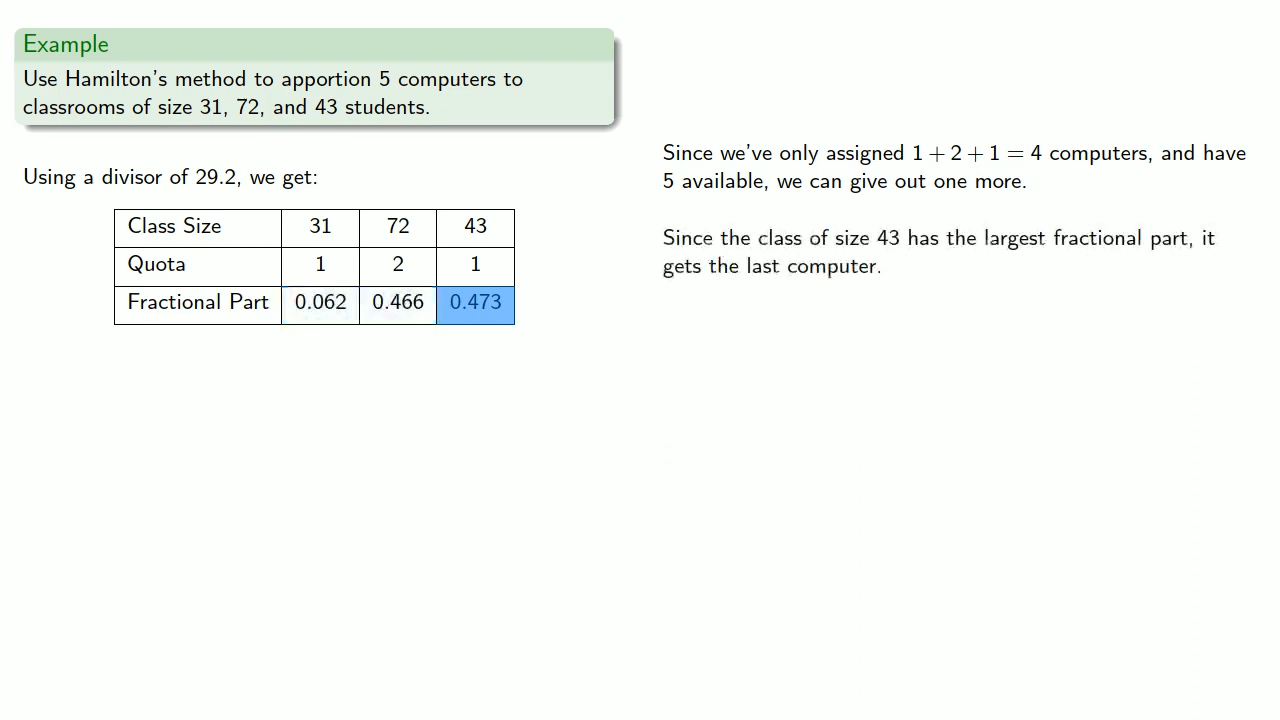 Example
Use Hamilton's method to apportion 5 computers to
classrooms of size 31, 72, and 43 students.
Using a divisor of 29.2, we get:
Class Size 31 72 43
Quota 1 2 1
Fractional Part 0.062 0.466 0.473
Since we've only assigned 1 + 2 + 1 = 4 computers, and have
5 available, we can give out one more.
Since the class of size 43 has the largest fractional part, it
gets the last computer.